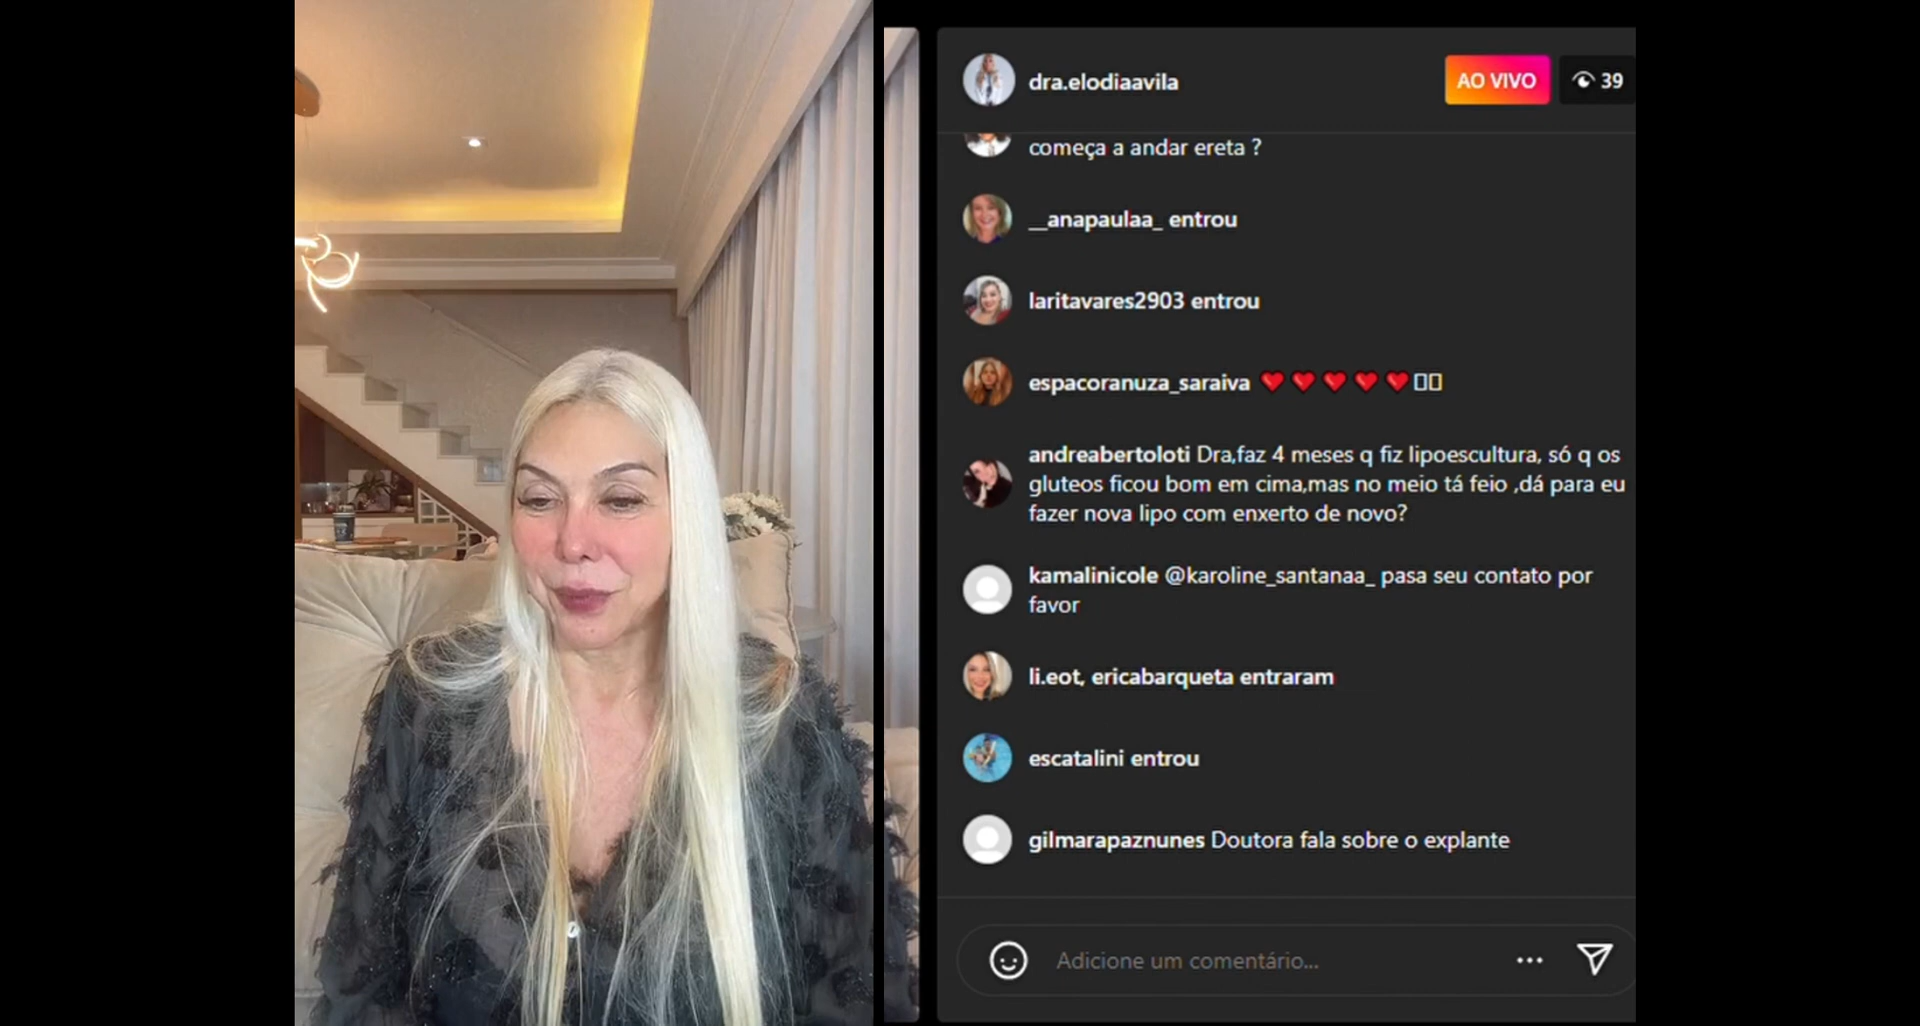 dra.elodiaavila
AO VIVO
39
começa a andar ereta ?
__anapaulaa_ entrou
laritavares2903 entrou
espacoranuza_saraiva ❤️❤️❤️❤️❤️
andreabertoloti Dra,faz 4 meses q fiz lipoescultura, só q os
gluteos ficou bom em cima,mas no meio tá feio ,dá para eu
fazer nova lipo com enxerto de novo?
kamalinicole @karoline_santanaa_ pasa seu contato por
favor
li.eot, ericabarqueta entraram
escatalini entrou
gilmarapaznunes Doutora fala sobre o explante
Adicione um comentário...